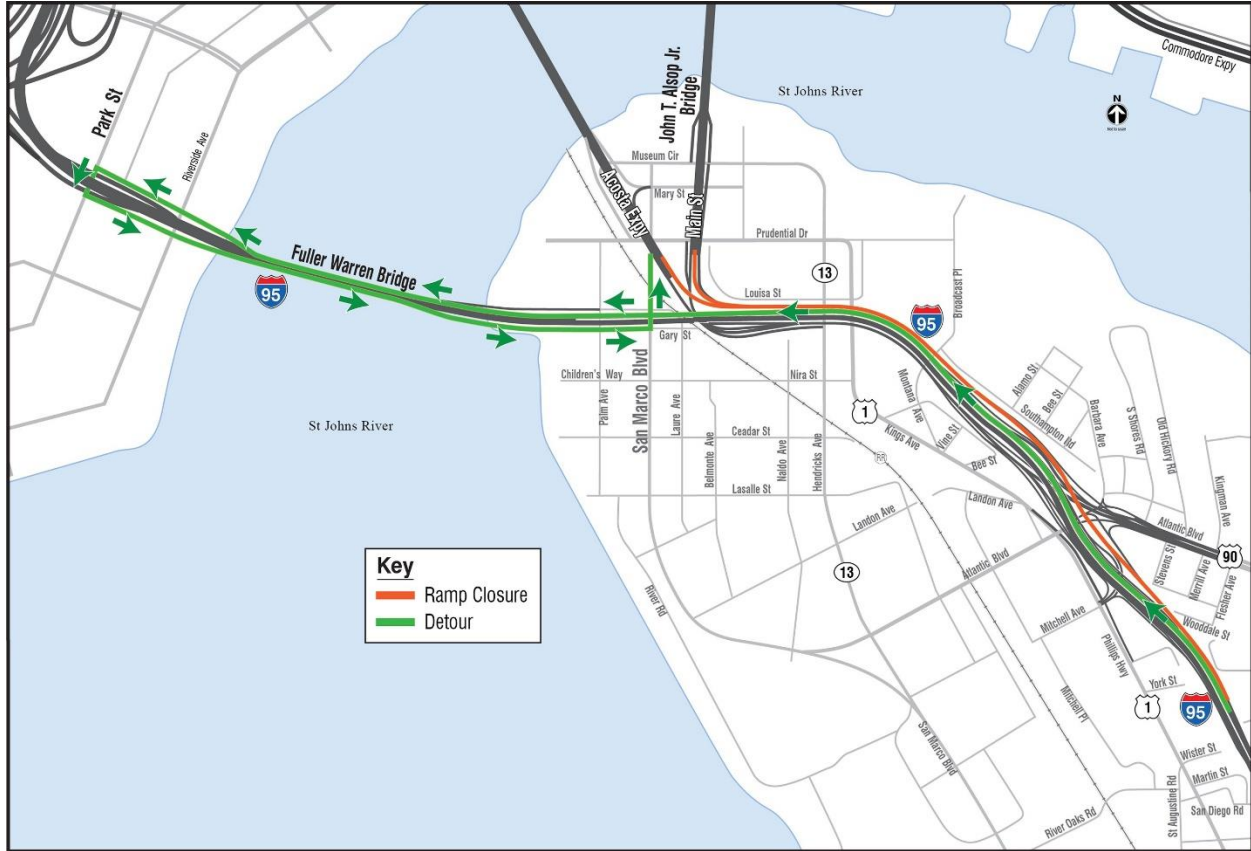 Commodore Expy
St Johns River
N
John T. Alsop Jr.
Bridge
Park St
Riverside Ave
Museum Cir
Mary St
Acosta Expy
Main St
Prudential Dr
Fuller Warren Bridge
95
13
Louisa St
Broadcast Pl
95
Gary St
San Marco Blvd
Children's Way
Nira St
Palm Ave
Laure Ave
Belmonte Ave
Naldo Ave
Hendricks Ave
Montana Ave
Vine St
1
Kings Ave
Bee St
Alamo St
Bee St
Southampton Rd
Barbara Ave
S Shores Rd
Old Hickory Rd
Kingman Ave
St Johns River
Ceadar St
RR
Lasalle St
Landon Ave
Landon Ave
Atlantic Blvd
90
Stevens St
Merrill Ave
Flesher Ave
Key
Ramp Closure
Detour
13
Atlantic Blvd
River Rd
Mitchell Ave
Wooddale St
Phillips Hwy
York St
1
95
Mitchell Pl
San Marco Blvd
Wister St
Martin St
San Diego Rd
St Augustine Rd
River Oaks Rd